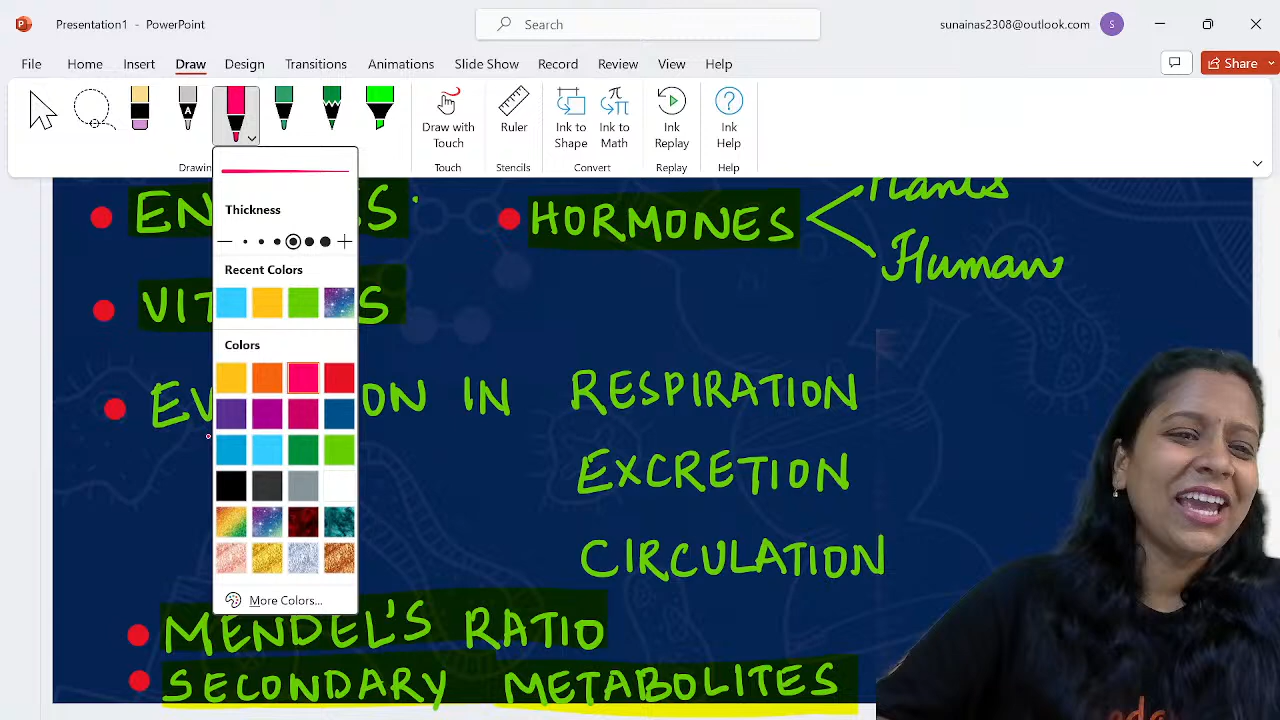 Presentation1 - PowerPoint
Search
sunainas2308@outlook.com
S
File Home Insert Draw Design Transitions Animations Slide Show Record Review View Help
Share
Draw with Touch
Ruler
Ink to Shape
Ink to Math
Ink Replay
Ink Help
Touch
Stencils
Convert
Replay
Help
Thickness
Recent Colors
Colors
More Colors...
HORMONES
Plants
Human
IN RESPIRATION
EXCRETION
CIRCULATION
MENDEL'S RATIO
SECONDARY METABOLITES